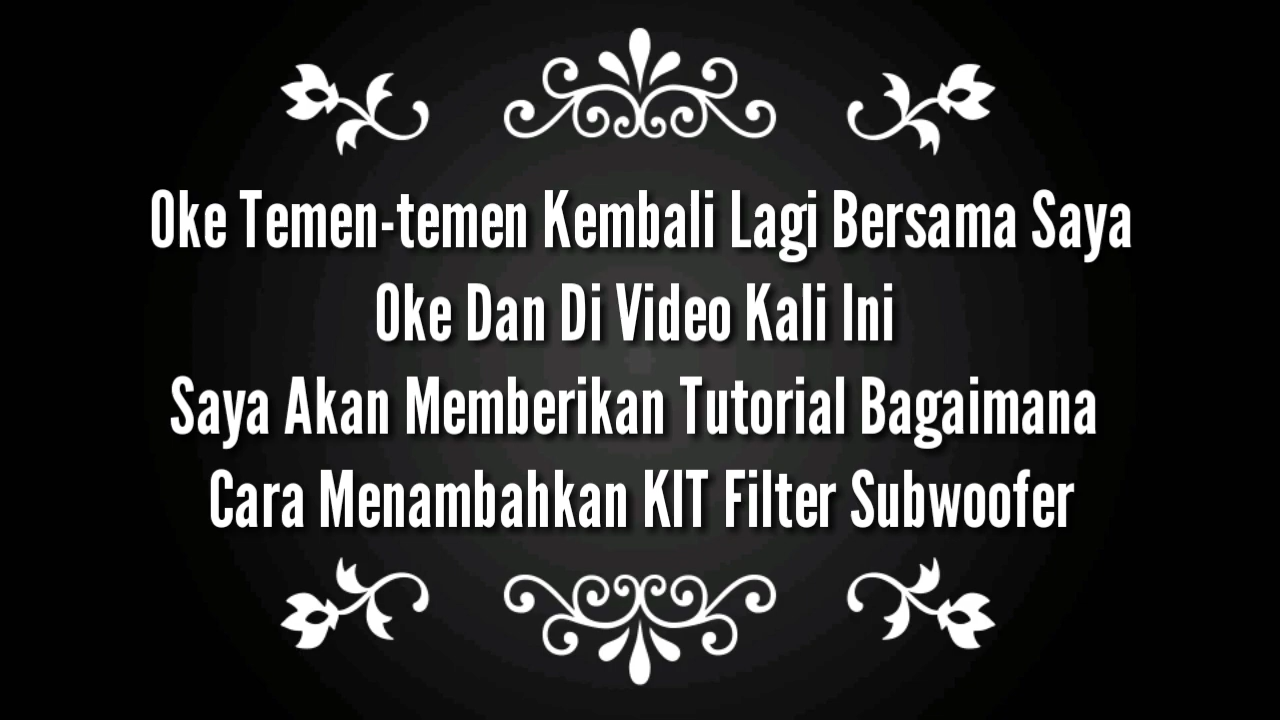 Oke Temen-temen Kembali Lagi Bersama Saya
Oke Dan Di Video Kali Ini
Saya Akan Memberikan Tutorial Bagaimana
Cara Menambahkan KIT Filter Subwoofer